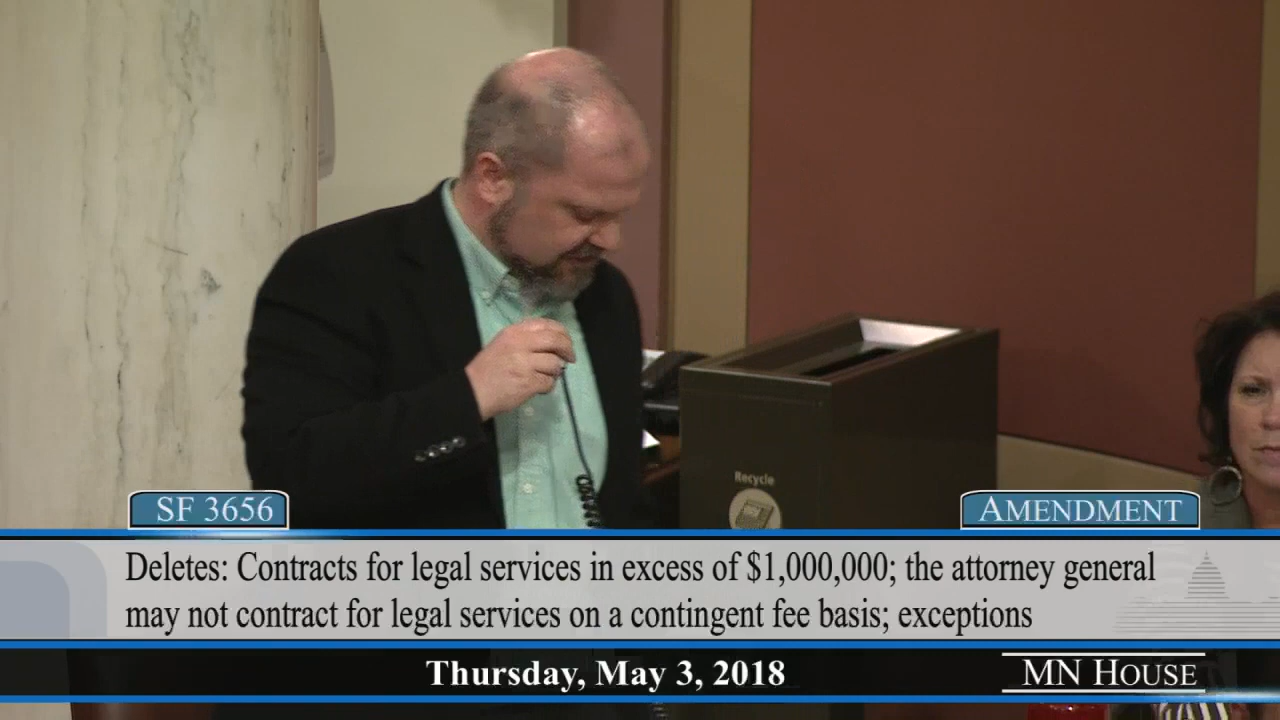 Recycle
SF 3656
AMENDMENT
Deletes: Contracts for legal services in excess of $1,000,000; the attorney general
may not contract for legal services on a contingent fee basis; exceptions
Thursday, May 3, 2018
MN HOUSE